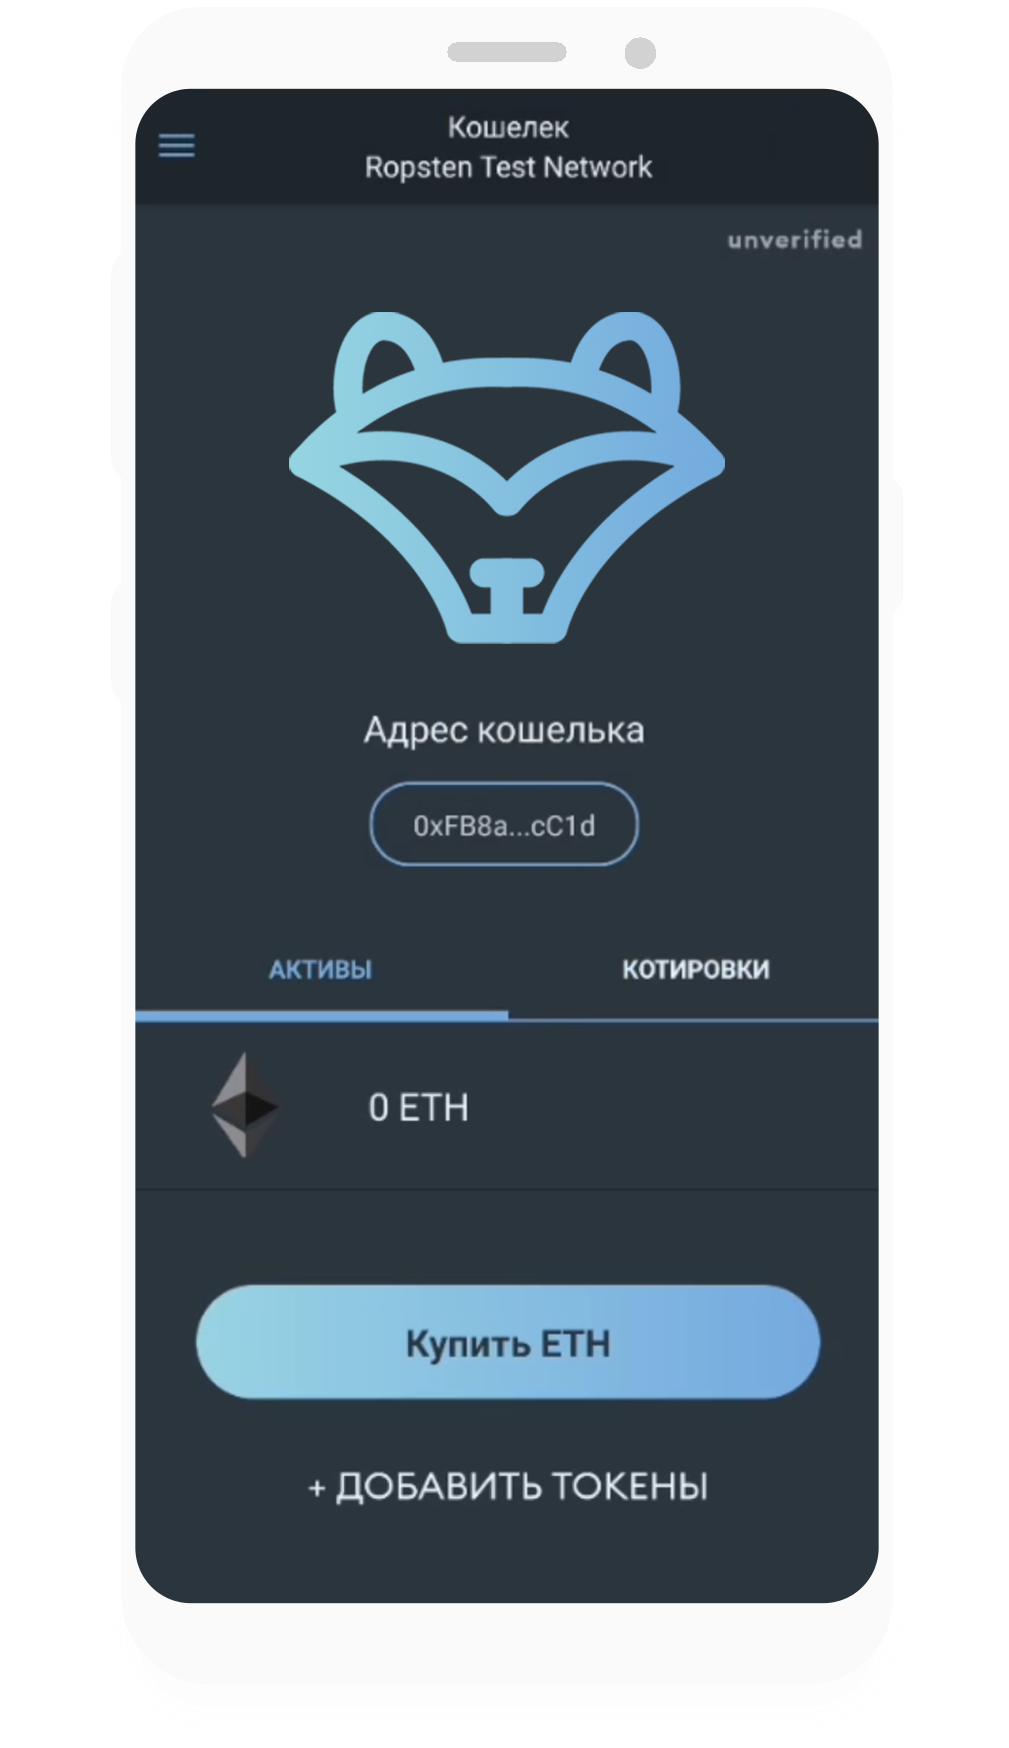 Кошелек
Ropsten Test Network
unverified
Адрес кошелька
0xFB8a...cC1d
АКТИВЫ
КОТИРОВКИ
0 ETH
Купить ETH
+ ДОБАВИТЬ ТОКЕНЫ